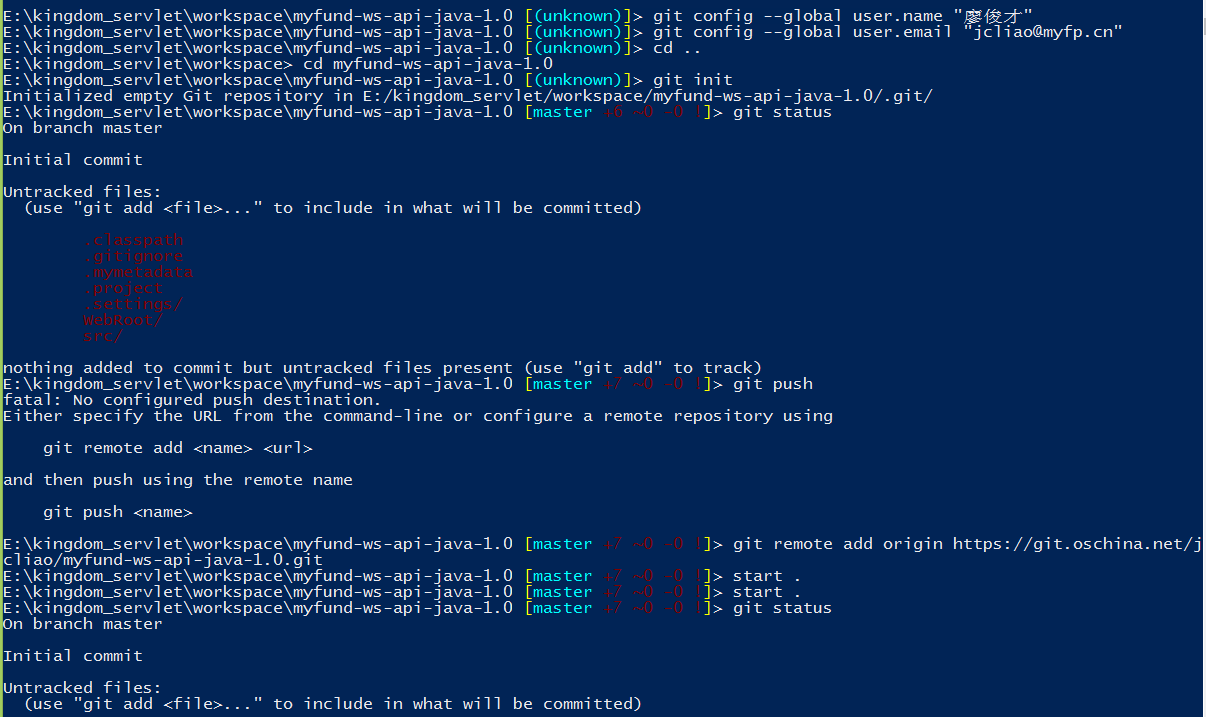 E:\kingdom_servlet\workspace\myfund-ws-api-java-1.0 [(unknown)]> git config --global user.name "廖俊才"
E:\kingdom_servlet\workspace\myfund-ws-api-java-1.0 [(unknown)]> git config --global user.email "jcliao@myfp.cn"
E:\kingdom_servlet\workspace\myfund-ws-api-java-1.0 [(unknown)]> cd ..
E:\kingdom_servlet\workspace> cd myfund-ws-api-java-1.0
E:\kingdom_servlet\workspace\myfund-ws-api-java-1.0 [(unknown)]> git init
Initialized empty Git repository in E:/kingdom_servlet/workspace/myfund-ws-api-java-1.0/.git/
E:\kingdom_servlet\workspace\myfund-ws-api-java-1.0 [master +6 ~0 -0 !]> git status
On branch master
Initial commit
Untracked files:
(use "git add <file>..." to include in what will be committed)
.classpath
.gitignore
.mymetadata
.project
.settings/
WebRoot/
src/
nothing added to commit but untracked files present (use "git add" to track)
E:\kingdom_servlet\workspace\myfund-ws-api-java-1.0 [master +7 ~0 -0 !]> git push
fatal: No configured push destination.
Either specify the URL from the command-line or configure a remote repository using
git remote add <name> <url>
and then push using the remote name
git push <name>
E:\kingdom_servlet\workspace\myfund-ws-api-java-1.0 [master +7 ~0 -0 !]> git remote add origin https://git.oschina.net/j
cliao/myfund-ws-api-java-1.0.git
E:\kingdom_servlet\workspace\myfund-ws-api-java-1.0 [master +7 ~0 -0 !]> start .
E:\kingdom_servlet\workspace\myfund-ws-api-java-1.0 [master +7 ~0 -0 !]> start .
E:\kingdom_servlet\workspace\myfund-ws-api-java-1.0 [master +7 ~0 -0 !]> git status
On branch master
Initial commit
Untracked files:
(use "git add <file>..." to include in what will be committed)